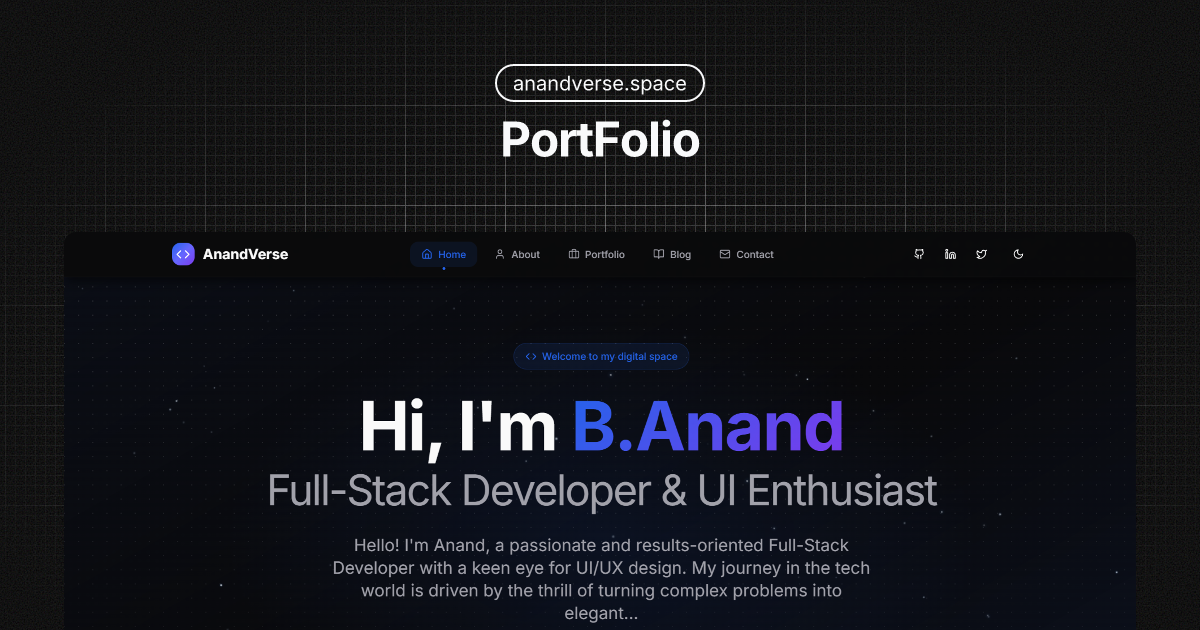 anandverse.space
PortFolio
AnandVerse Home About Portfolio Blog Contact
Welcome to my digital space
Hi, I'm B.Anand
Full-Stack Developer & UI Enthusiast
Hello! I'm Anand, a passionate and results-oriented Full-Stack
Developer with a keen eye for UI/UX design. My journey in the tech
world is driven by the thrill of turning complex problems into
elegant...